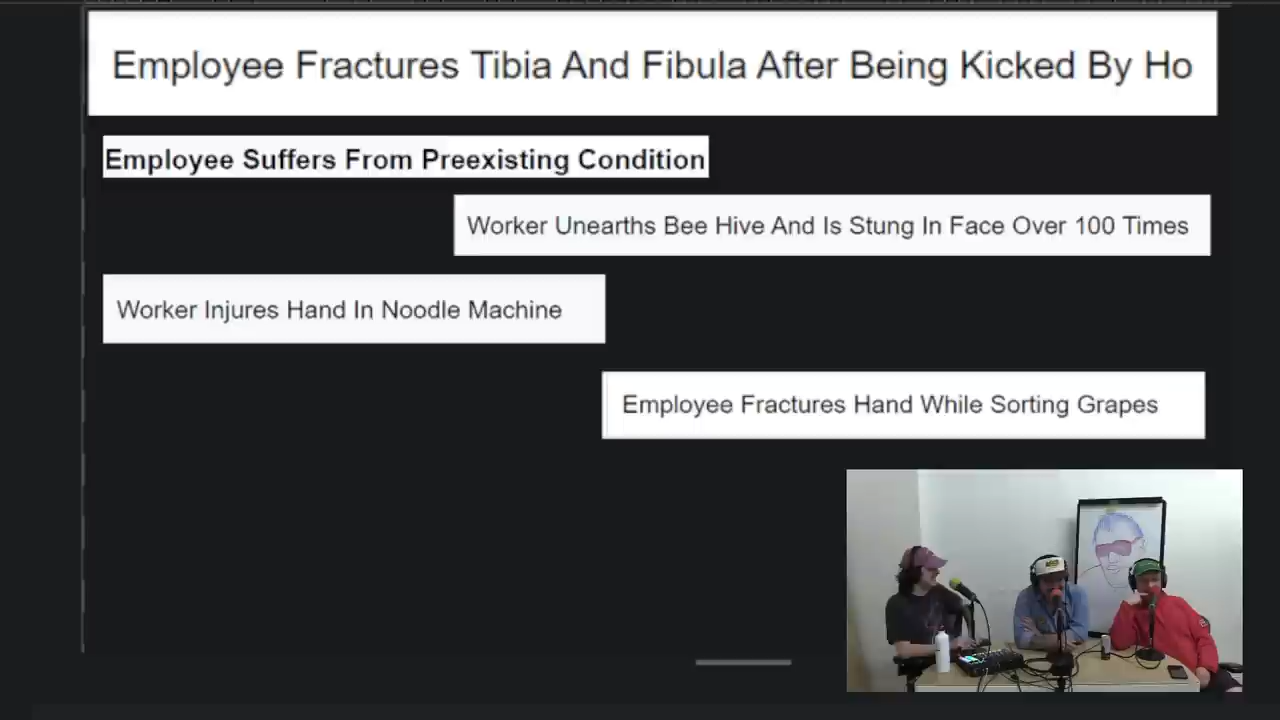 Employee Fractures Tibia And Fibula After Being Kicked By Ho
Employee Suffers From Preexisting Condition
Worker Unearths Bee Hive And Is Stung In Face Over 100 Times
Worker Injures Hand In Noodle Machine
Employee Fractures Hand While Sorting Grapes